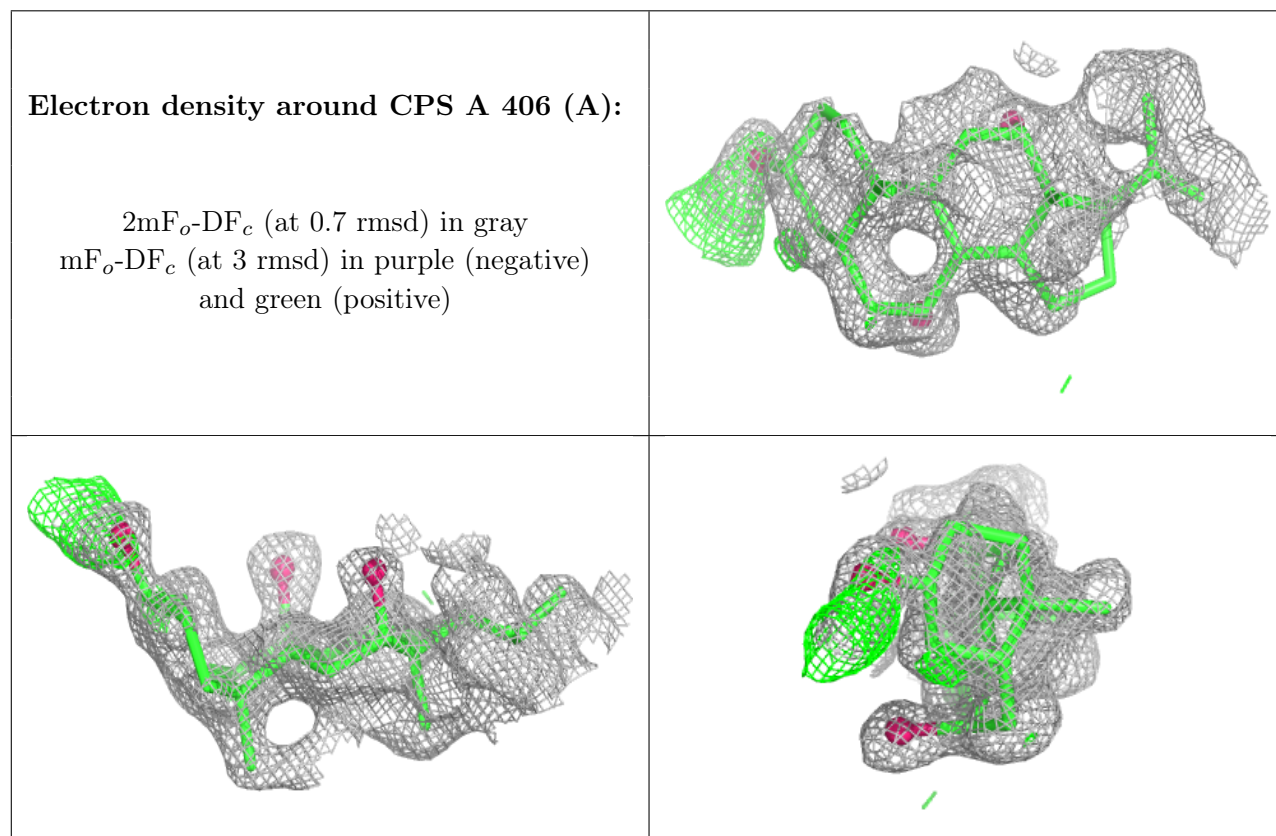 Electron density around CPS A 406 (A):
2mFo-DFc (at 0.7 rmsd) in gray
mFo-DFc (at 3 rmsd) in purple (negative)
and green (positive)